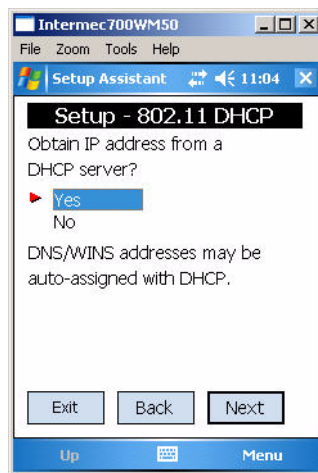 Intermec700WM50
File Zoom Tools Help
Setup Assistant 11:04
Setup - 802.11 DHCP
Obtain IP address from a
DHCP server?
Yes
No
DNS/WINS addresses may be
auto-assigned with DHCP.
Exit Back Next
Up Menu